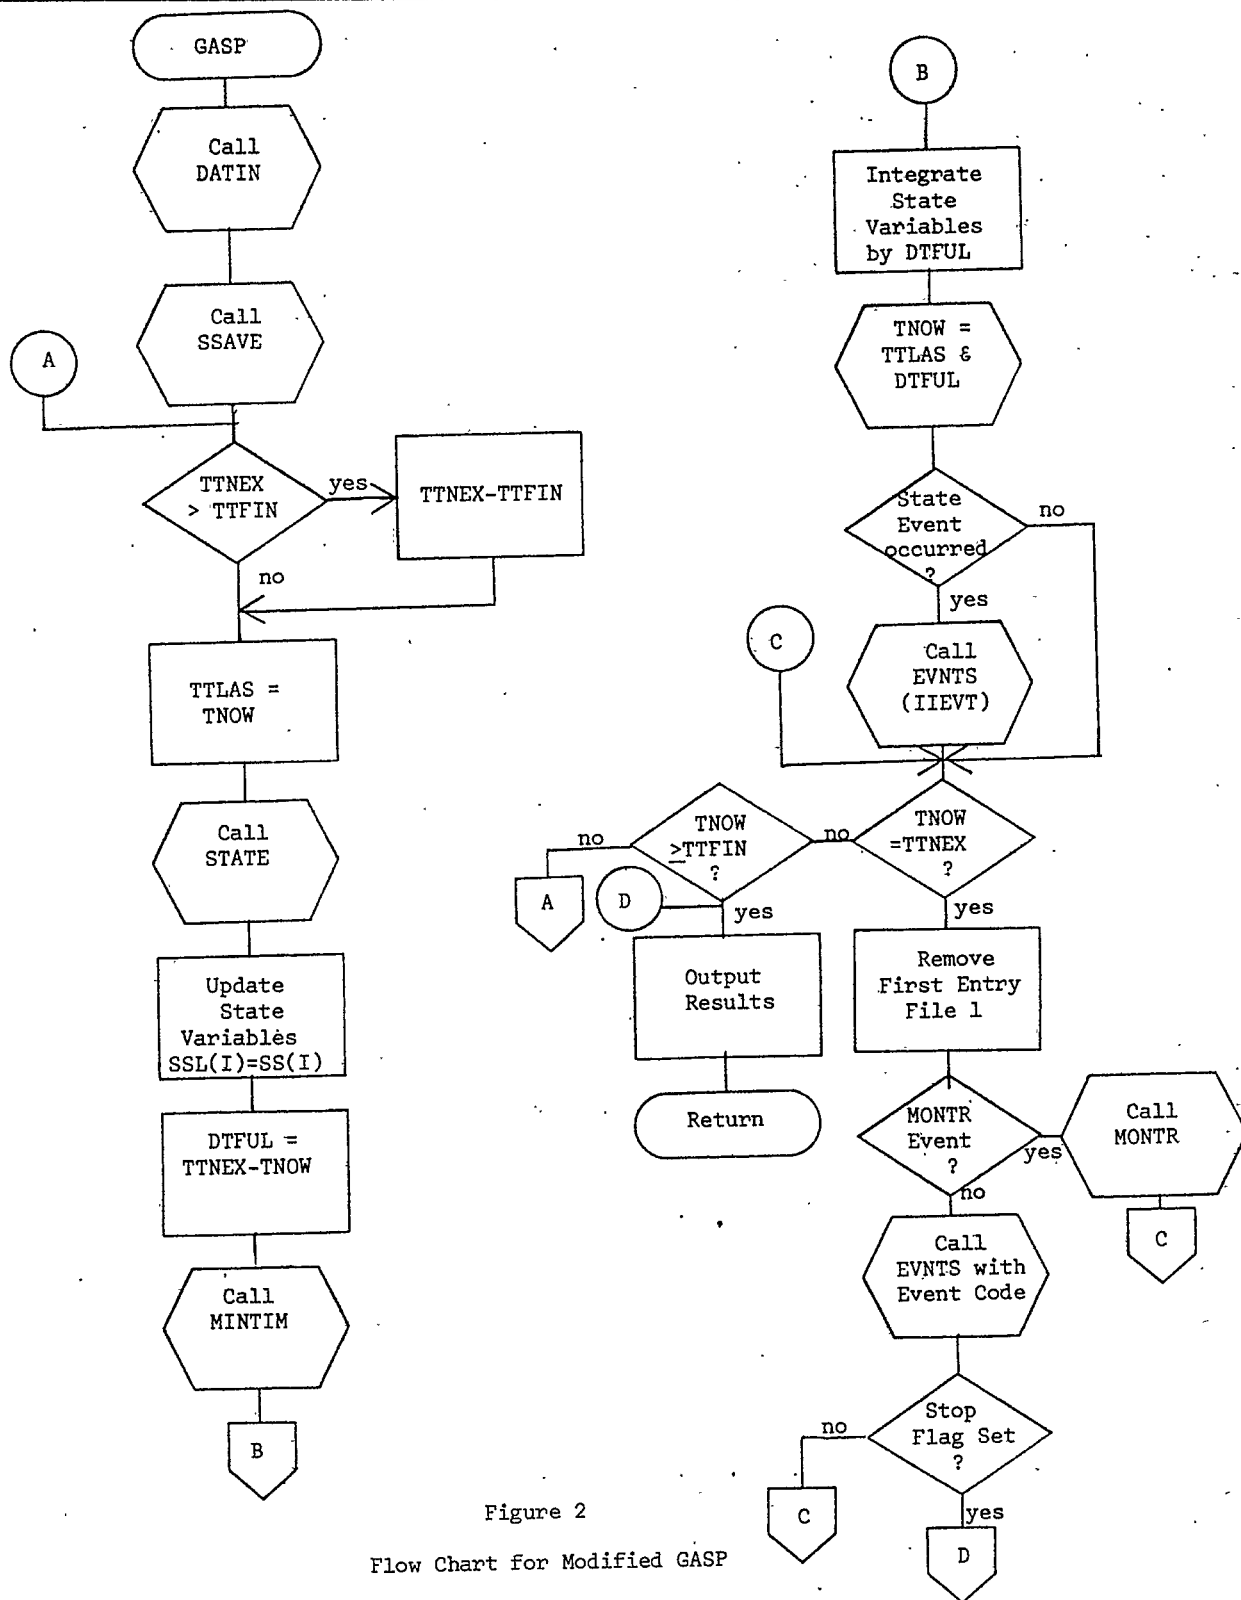 GASP
Call
DATIN
Call
SSAVE
A
TTNEX
> TTFIN
yes
TTNEX-TTFIN
no
TTLAS =
TNOW
Call
STATE
Update
State
Variables
SSL(I)=SS(I)
DTFUL =
TTNEX-TNOW
Call
MINTIM
B
B
Integrate
State
Variables
by DTFUL
TNOW =
TTLAS &
DTFUL
State
Event
occurred
?
no
yes
C
Call
EVNTS
(IIEVT)
TNOW
=TTNEX
?
no
TNOW
≥TTFIN
?
no
A
D
yes
Output
Results
Return
yes
Remove
First Entry
File 1
MONTR
Event
?
yes
Call
MONTR
C
no
Call
EVNTS with
Event Code
Stop
Flag Set
?
no
C
yes
D
Figure 2
Flow Chart for Modified GASP